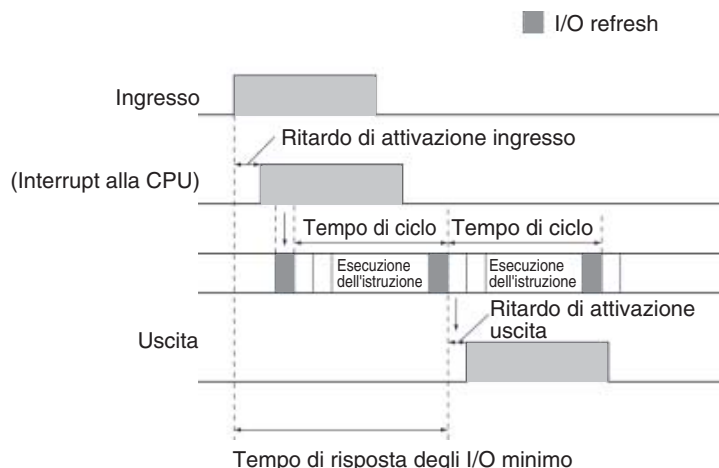 I/O refresh
Ingresso
Ritardo di attivazione ingresso
(Interrupt alla CPU)
Tempo di ciclo
Tempo di ciclo
Esecuzione
dell'istruzione
Esecuzione
dell'istruzione
Ritardo di attivazione
uscita
Uscita
Tempo di risposta degli I/O minimo